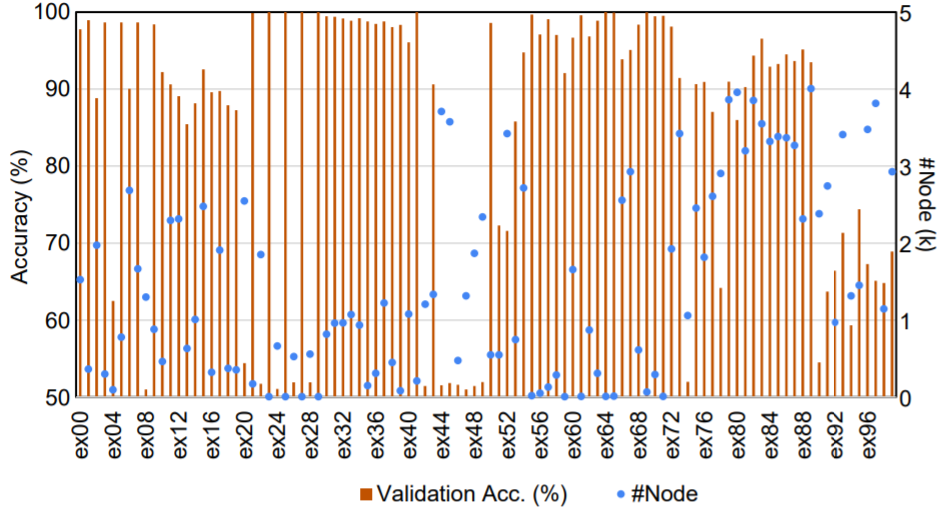 Accuracy (%)
100
90
80
70
60
50
5
4
3
2
1
0
#Node (k)
ex00
ex04
ex08
ex12
ex16
ex20
ex24
ex28
ex32
ex36
ex40
ex44
ex48
ex52
ex56
ex60
ex64
ex68
ex72
ex76
ex80
ex84
ex88
ex92
ex96
Validation Acc. (%)
#Node